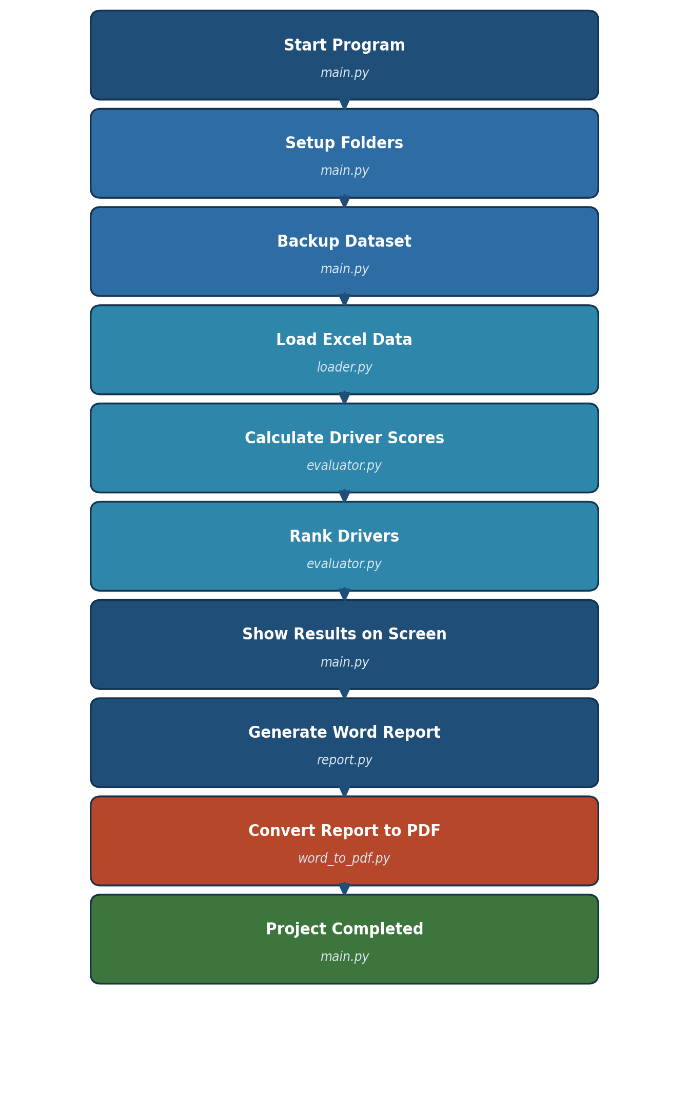 Start Program
main.py
Setup Folders
main.py
Backup Dataset
main.py
Load Excel Data
loader.py
Calculate Driver Scores
evaluator.py
Rank Drivers
evaluator.py
Show Results on Screen
main.py
Generate Word Report
report.py
Convert Report to PDF
word_to_pdf.py
Project Completed
main.py